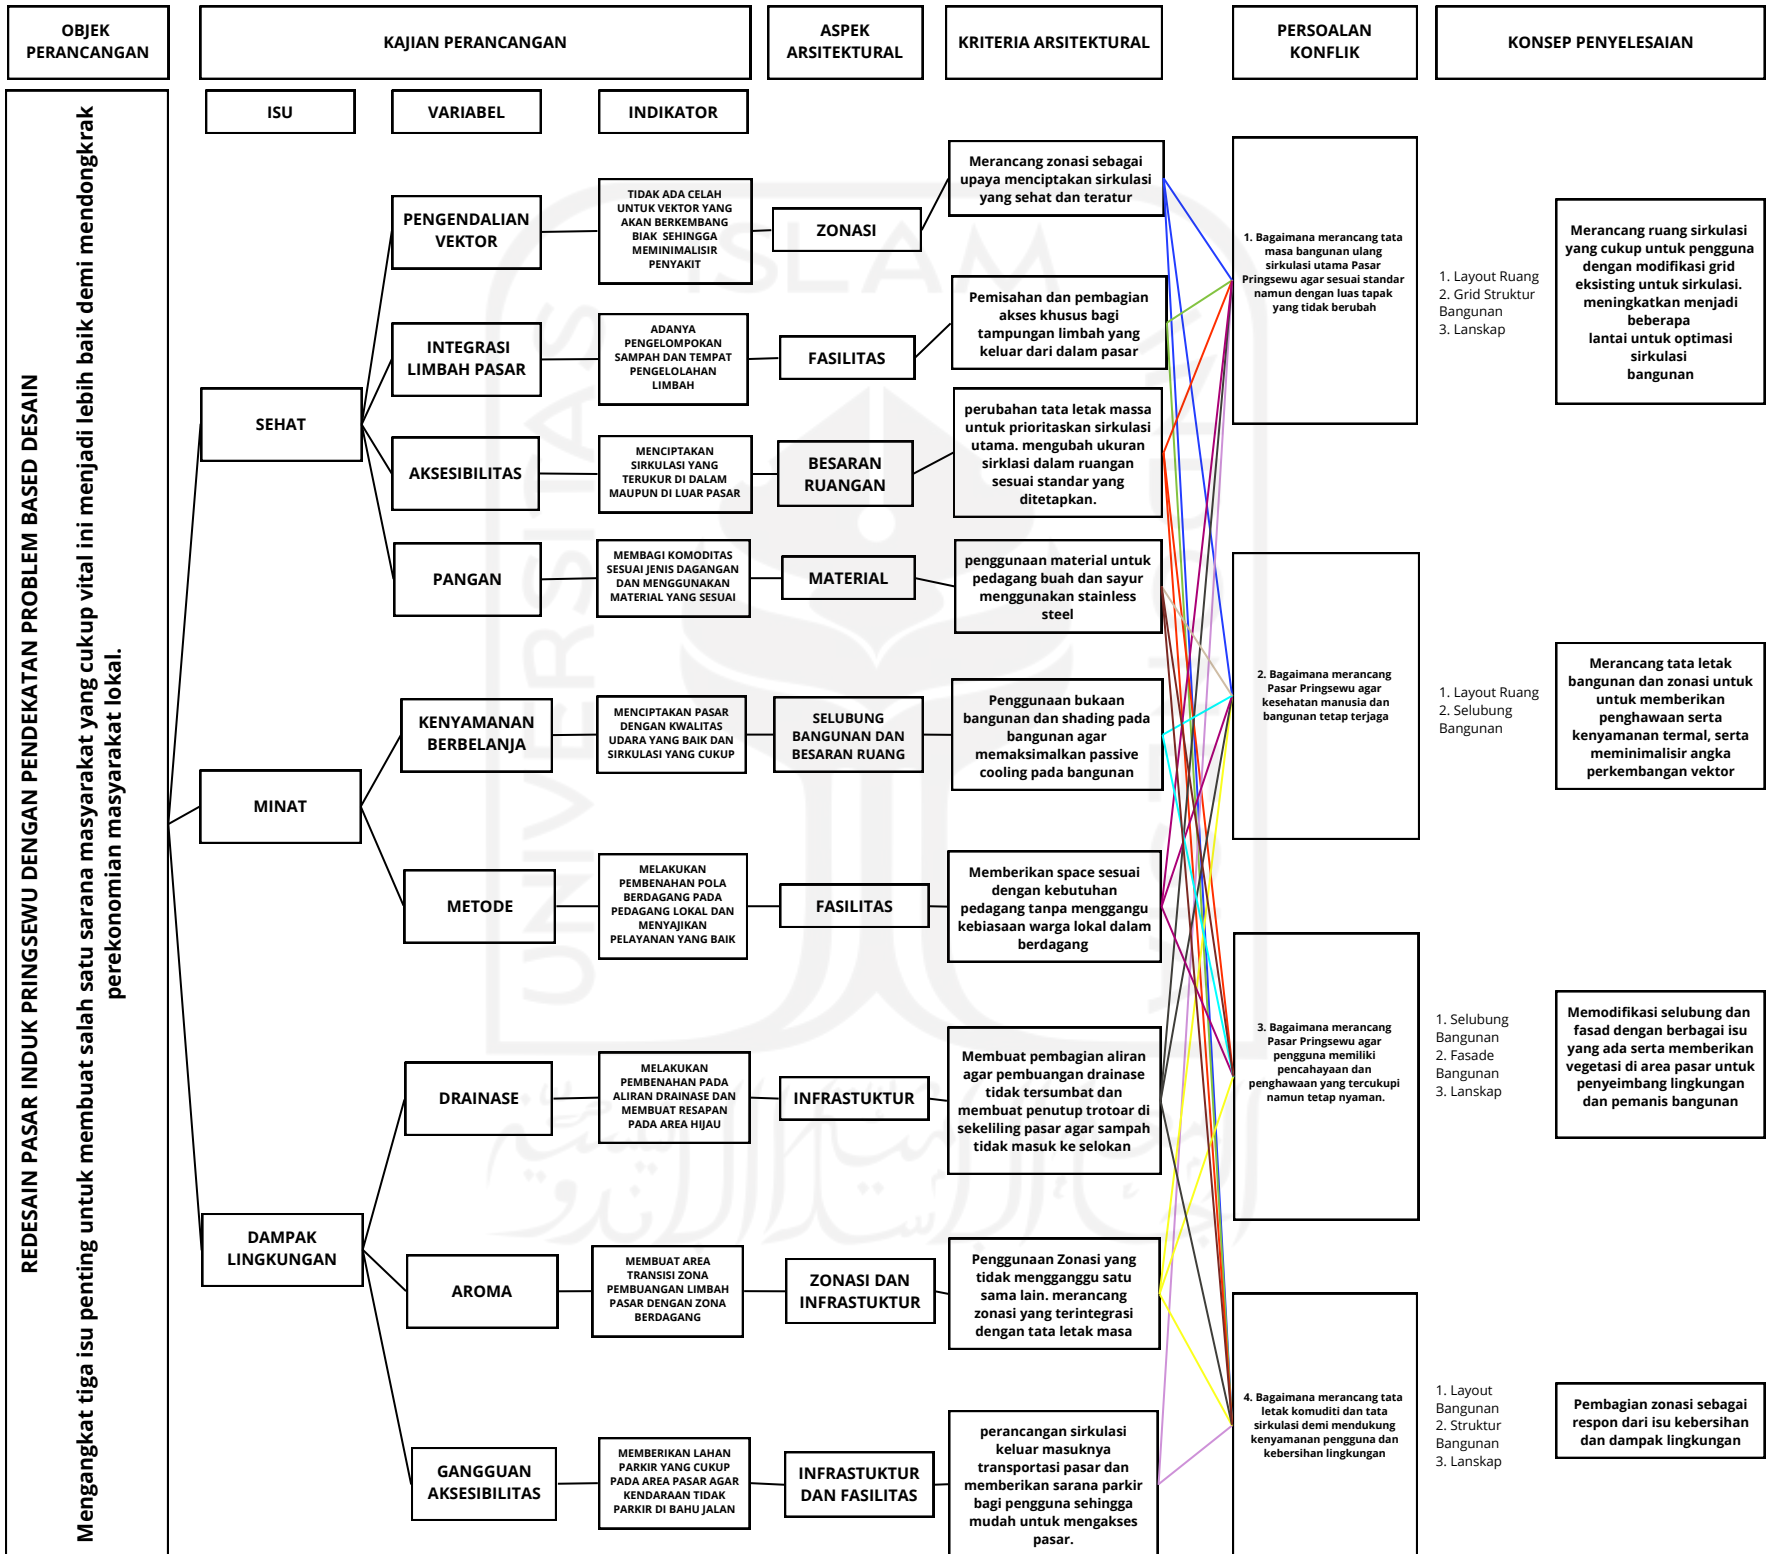 OBJEK
PERANCANGAN
KAJIAN PERANCANGAN
ASPEK
ARSITEKTURAL
KRITERIA ARSITEKTURAL
PERSOALAN
KONFLIK
KONSEP PENYELESAIAN
ISU
VARIABEL
INDIKATOR
REDESAIN PASAR INDUK PRINGSEWU DENGAN PENDEKATAN PROBLEM BASED DESAIN
Mengangkat tiga isu penting untuk membuat salah satu sarana masyarakat yang cukup vital ini menjadi lebih baik demi mendongkrak
perekonomian masyarakat lokal.
SEHAT
PENGENDALIAN
VEKTOR
TIDAK ADA CELAH
UNTUK VEKTOR YANG
AKAN BERKEMBANG
BIAK SEHINGGA
MEMINIMALISIR
PENYAKIT
ZONASI
Merancang zonasi sebagai
upaya menciptakan sirkulasi
yang sehat dan teratur
INTEGRASI
LIMBAH PASAR
ADANYA
PENGELOMPOKAN
SAMPAH DAN TEMPAT
PENGELOLAHAN
LIMBAH
FASILITAS
Pemisahan dan pembagian
akses khusus bagi
tampungan limbah yang
keluar dari dalam pasar
AKSESIBILITAS
MENCIPTAKAN
SIRKULASI YANG
TERUKUR DI DALAM
MAUPUN DI LUAR PASAR
BESARAN
RUANGAN
perubahan tata letak massa
untuk prioritaskan sirkulasi
utama. mengubah ukuran
sirklasi dalam ruangan
sesuai standar yang
ditetapkan.
PANGAN
MEMBAGI KOMODITAS
SESUAI JENIS DAGANGAN
DAN MENGGUNAKAN
MATERIAL YANG SESUAI
MATERIAL
penggunaan material untuk
pedagang buah dan sayur
menggunakan stainless
steel
MINAT
KENYAMANAN
BERBELANJA
MENCIPTAKAN PASAR
DENGAN KWALITAS
UDARA YANG BAIK DAN
SIRKULASI YANG CUKUP
SELUBUNG
BANGUNAN DAN
BESARAN RUANG
Penggunaan bukaan
bangunan dan shading pada
bangunan agar
memaksimalkan passive
cooling pada bangunan
METODE
MELAKUKAN
PEMBENAHAN POLA
BERDAGANG PADA
PEDAGANG LOKAL DAN
MENYAJIKAN
PELAYANAN YANG BAIK
FASILITAS
Memberikan space sesuai
dengan kebutuhan
pedagang tanpa menggangu
kebiasaan warga lokal dalam
berdagang
DAMPAK
LINGKUNGAN
DRAINASE
MELAKUKAN
PEMBENAHAN PADA
ALIRAN DRAINASE DAN
MEMBUAT RESAPAN
PADA AREA HIJAU
INFRASTUKTUR
Membuat pembagian aliran
agar pembuangan drainase
tidak tersumbat dan
membuat penutup trotoar di
sekeliling pasar agar sampah
tidak masuk ke selokan
AROMA
MEMBUAT AREA
TRANSISI ZONA
PEMBUANGAN LIMBAH
PASAR DENGAN ZONA
BERDAGANG
ZONASI DAN
INFRASTUKTUR
Penggunaan Zonasi yang
tidak mengganggu satu
sama lain. merancang
zonasi yang terintegrasi
dengan tata letak masa
GANGGUAN
AKSESIBILITAS
MEMBERIKAN LAHAN
PARKIR YANG CUKUP
PADA AREA PASAR AGAR
KENDARAAN TIDAK
PARKIR DI BAHU JALAN
INFRASTUKTUR
DAN FASILITAS
perancangan sirkulasi
keluar masuknya
transportasi pasar dan
memberikan sarana parkir
bagi pengguna sehingga
mudah untuk mengakses
pasar.
1. Bagaimana merancang tata
masa bangunan ulang
sirkulasi utama Pasar
Pringsewu agar sesuai standar
namun dengan luas tapak
yang tidak berubah
1. Layout Ruang
2. Grid Struktur
Bangunan
3. Lanskap
Merancang ruang sirkulasi
yang cukup untuk pengguna
dengan modifikasi grid
eksisting untuk sirkulasi.
meningkatkan menjadi
beberapa
lantai untuk optimasi
sirkulasi
bangunan
2. Bagaimana merancang
Pasar Pringsewu agar
kesehatan manusia dan
bangunan tetap terjaga
1. Layout Ruang
2. Selubung
Bangunan
Merancang tata letak
bangunan dan zonasi untuk
untuk memberikan
penghawaan serta
kenyamanan termal, serta
meminimalisir angka
perkembangan vektor
3. Bagaimana merancang
Pasar Pringsewu agar
pengguna memiliki
pencahayaan dan
penghawaan yang tercukupi
namun tetap nyaman.
1. Selubung
Bangunan
2. Fasade
Bangunan
3. Lanskap
Memodifikasi selubung dan
fasad dengan berbagai isu
yang ada serta memberikan
vegetasi di area pasar untuk
penyeimbang lingkungan
dan pemanis bangunan
4. Bagaimana merancang tata
letak komuditi dan tata
sirkulasi demi mendukung
kenyamanan pengguna dan
kebersihan lingkungan
1. Layout
Bangunan
2. Struktur
Bangunan
3. Lanskap
Pembagian zonasi sebagai
respon dari isu kebersihan
dan dampak lingkungan
UNIVERSITAS
ISLAM